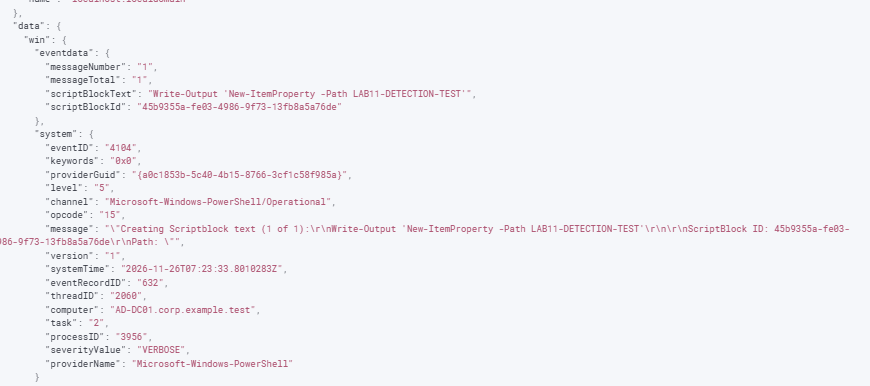 },
"data": {
"win": {
"eventdata": {
"messageNumber": "1",
"messageTotal": "1",
"scriptBlockText": "Write-Output 'New-ItemProperty -Path LAB11-DETECTION-TEST'",
"scriptBlockId": "45b9355a-fe03-4986-9f73-13fb8a5a76de"
},
"system": {
"eventID": "4104",
"keywords": "0x0",
"providerGuid": "{a0c1853b-5c40-4b15-8766-3cf1c58f985a}",
"level": "5",
"channel": "Microsoft-Windows-PowerShell/Operational",
"opcode": "15",
"message": "\"Creating Scriptblock text (1 of 1):\r\nWrite-Output 'New-ItemProperty -Path LAB11-DETECTION-TEST'\r\n\r\nScriptBlock ID: 45b9355a-fe03-
986-9f73-13fb8a5a76de\r\nPath: \"",
"version": "1",
"systemTime": "2026-11-26T07:23:33.8010283Z",
"eventRecordID": "632",
"threadID": "2060",
"computer": "AD-DC01.corp.example.test",
"task": "2",
"processID": "3956",
"severityValue": "VERBOSE",
"providerName": "Microsoft-Windows-PowerShell"
}